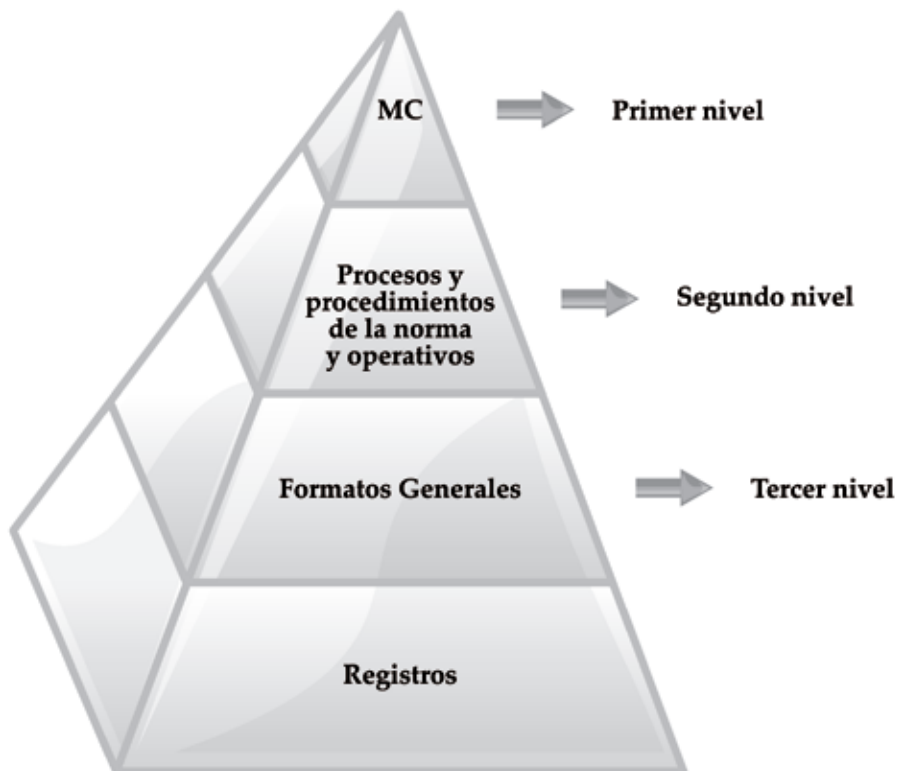 MC
Primer nivel
Procesos y
procedimientos
de la norma
y operativos
Segundo nivel
Formatos Generales
Tercer nivel
Registros